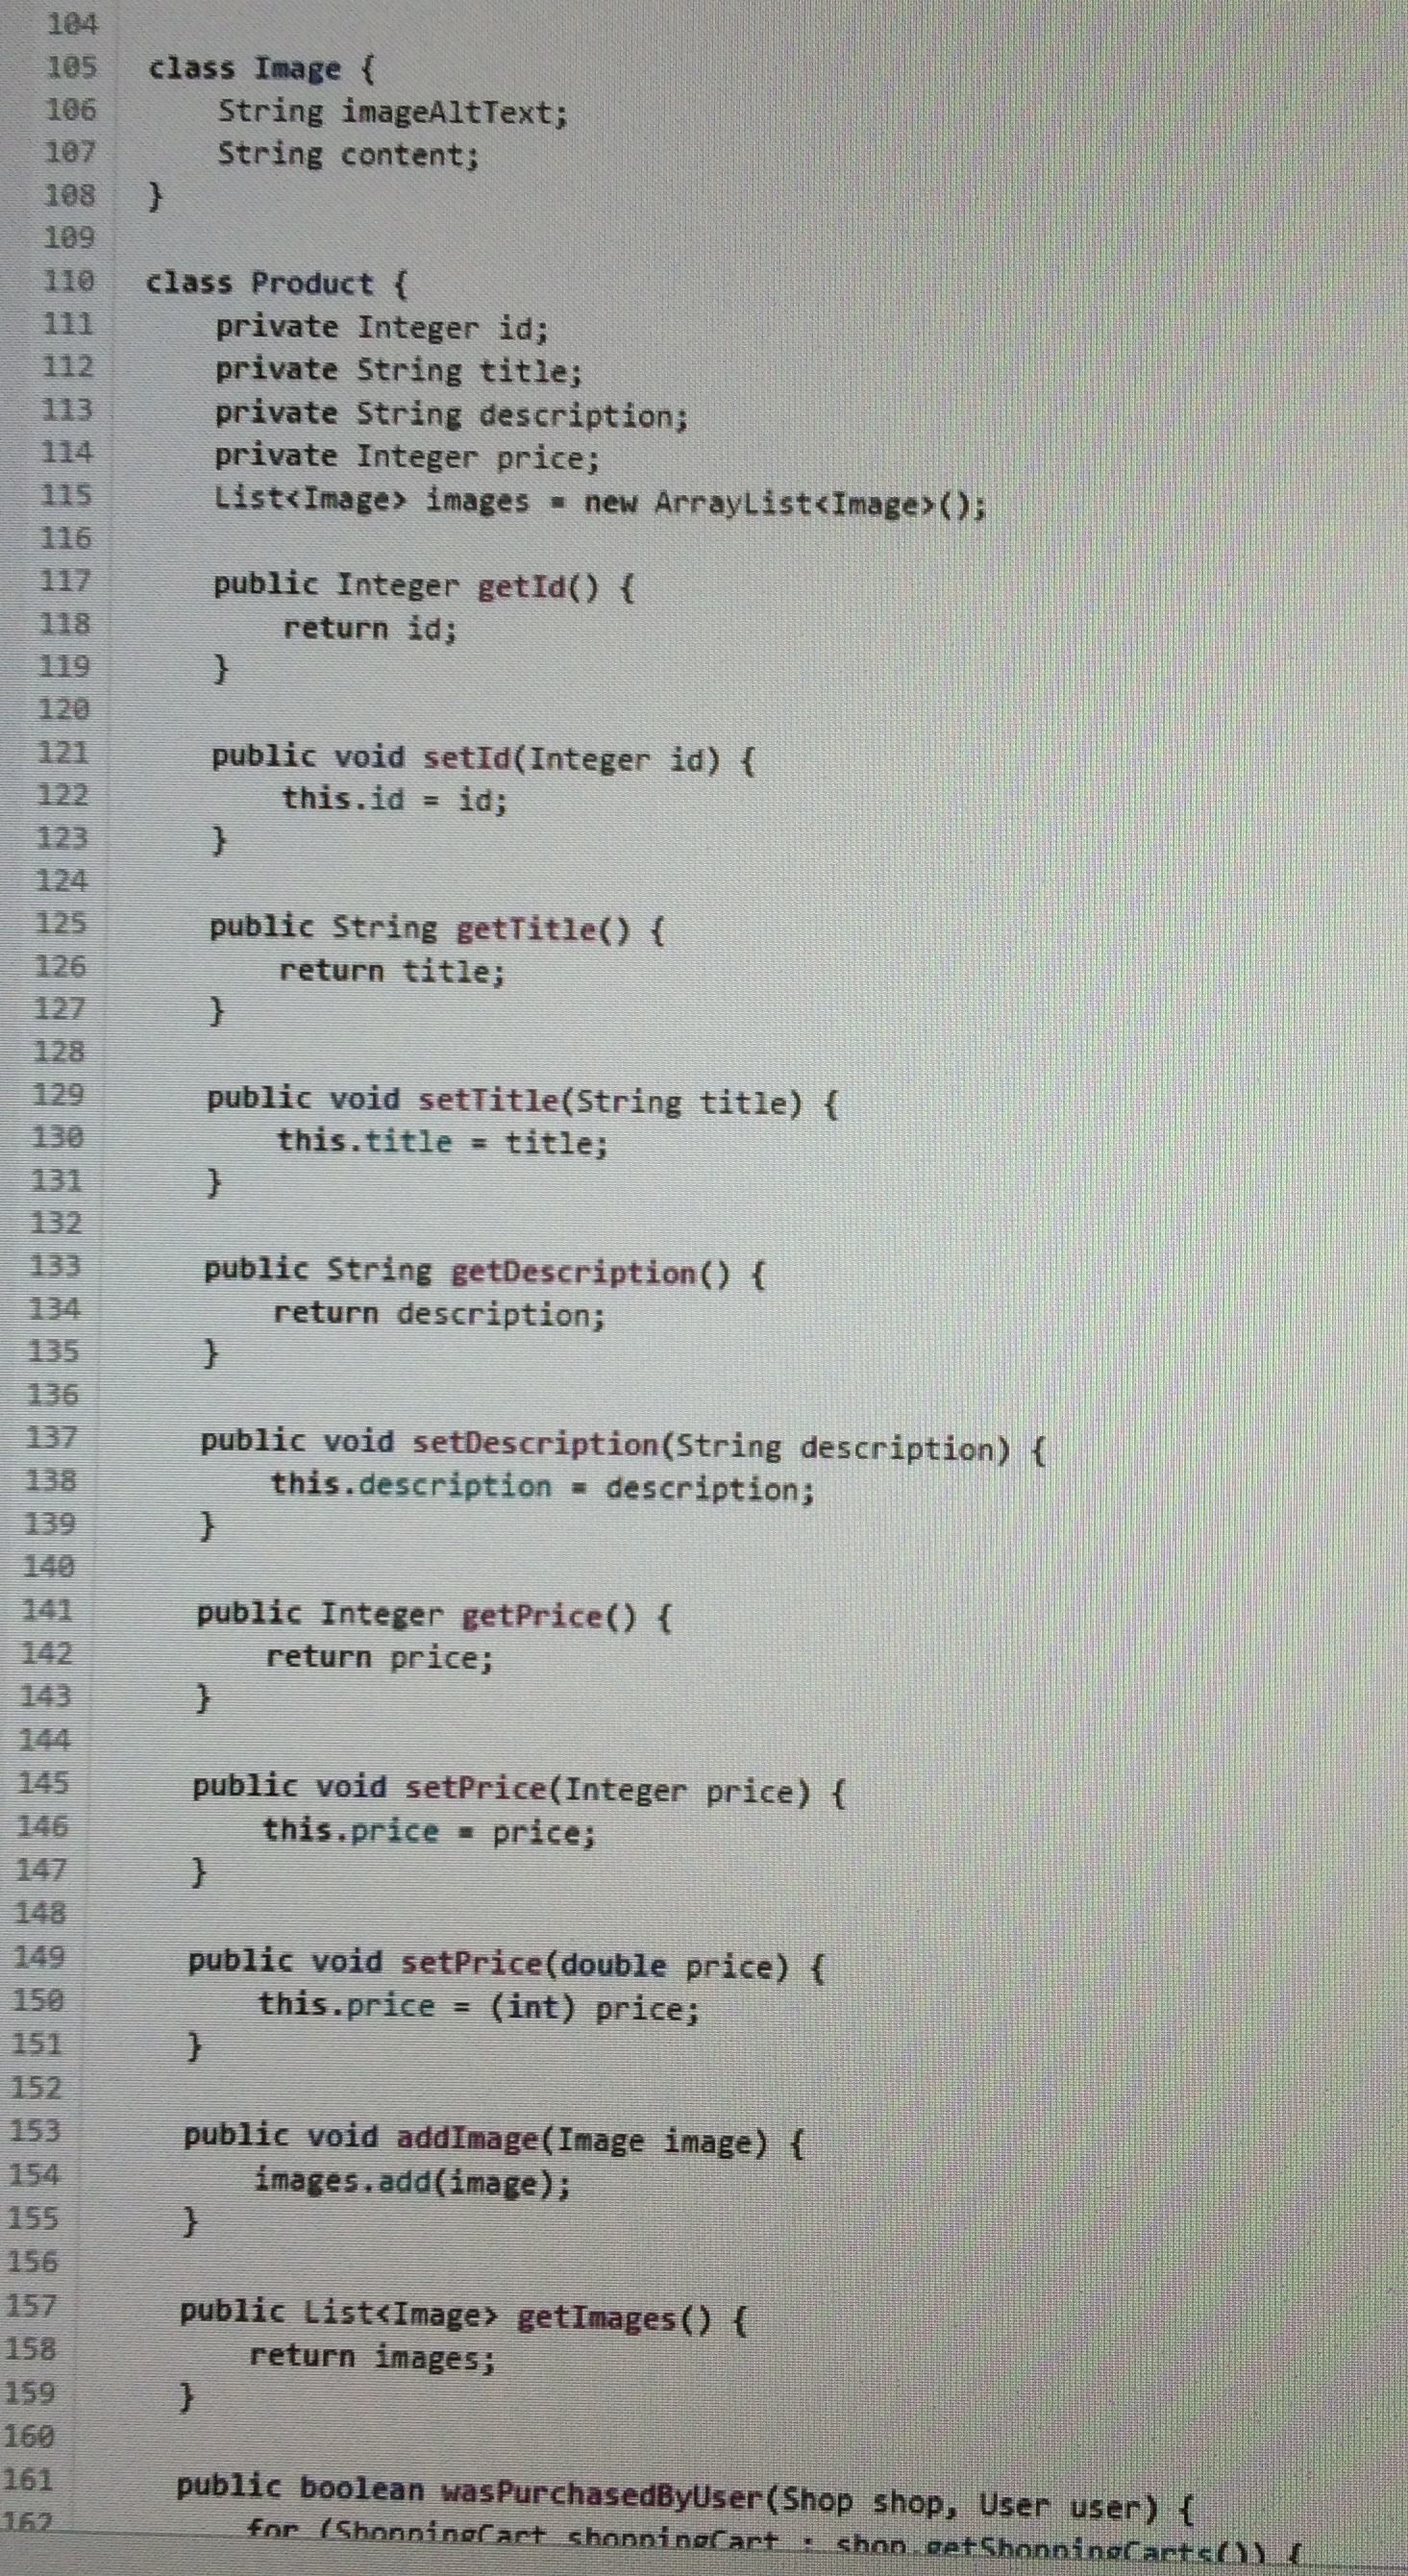 104
105 class Image {
106 String imageAltText;
107 String content;
108 }
109
110 class Product {
111 private Integer id;
112 private String title;
113 private String description;
114 private Integer price;
115 List<Image> images = new ArrayList<Image>();
116
117 public Integer getId() {
118 return id;
119 }
120
121 public void setId(Integer id) {
122 this.id = id;
123 }
124
125 public String getTitle() {
126 return title;
127 }
128
129 public void setTitle(String title) {
130 this.title = title;
131 }
132
133 public String getDescription() {
134 return description;
135 }
136
137 public void setDescription(String description) {
138 this.description = description;
139 }
140
141 public Integer getPrice() {
142 return price;
143 }
144
145 public void setPrice(Integer price) {
146 this.price = price;
147 }
148
149 public void setPrice(double price) {
150 this.price = (int) price;
151 }
152
153 public void addImage(Image image) {
154 images.add(image);
155 }
156
157 public List<Image> getImages() {
158 return images;
159 }
160
161 public boolean wasPurchasedByUser(Shop shop, User user) {
162 for (ShoppingCart shoppingCart : shop.getShoppingCarts()) {